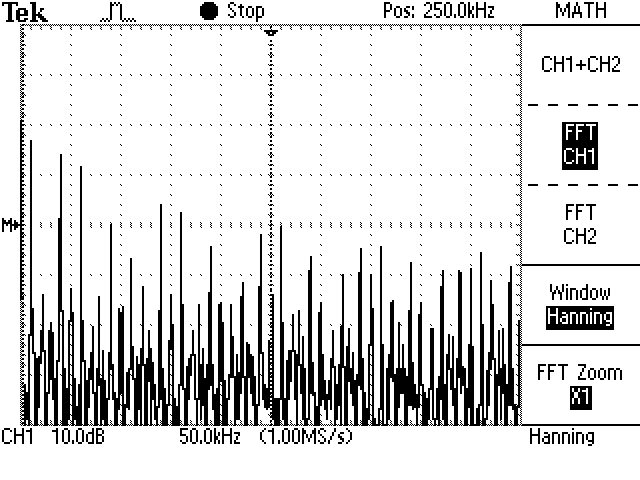 Tek Stop Pos: 250.0kHz MATH
CH1+CH2
FFT
CH1
FFT
CH2
M
Window
Hanning
FFT Zoom
X1
CH1 10.0dB 50.0kHz (1.00MS/s) Hanning